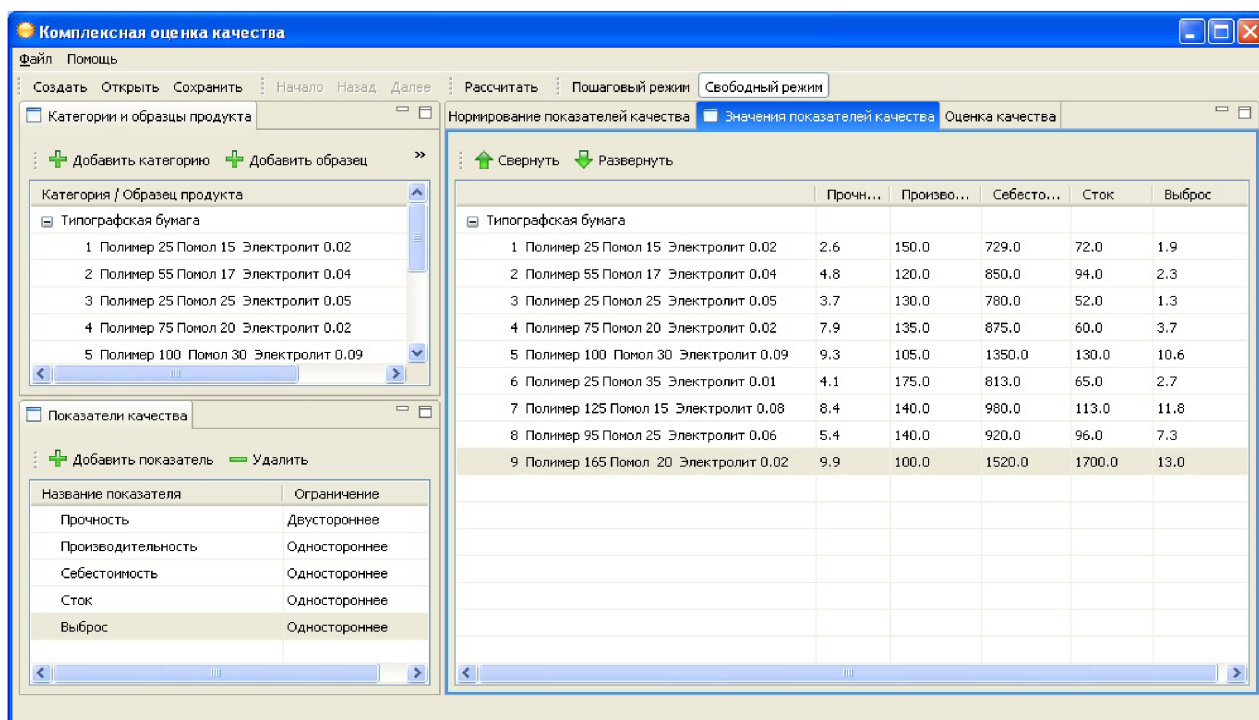 Комплексная оценка качества
Файл Помощь
Создать Открыть Сохранить Начало Назад Далее Рассчитать Пошаговый режим Свободный режим
Категории и образцы продукта
Добавить категорию Добавить образец »
Категория / Образец продукта
Типографская бумага
1 Полимер 25 Помол 15 Электролит 0.02
2 Полимер 55 Помол 17 Электролит 0.04
3 Полимер 25 Помол 25 Электролит 0.05
4 Полимер 75 Помол 20 Электролит 0.02
5 Полимер 100 Помол 30 Электролит 0.09
Показатели качества
Добавить показатель Удалить
Название показателя Ограничение
Прочность Двустороннее
Производительность Одностороннее
Себестоимость Одностороннее
Сток Одностороннее
Выброс Одностороннее
Нормирование показателей качества Значения показателей качества Оценка качества
Свернуть Развернуть
Прочн... Произво... Себесто... Сток Выброс
Типографская бумага
1 Полимер 25 Помол 15 Электролит 0.02 2.6 150.0 729.0 72.0 1.9
2 Полимер 55 Помол 17 Электролит 0.04 4.8 120.0 850.0 94.0 2.3
3 Полимер 25 Помол 25 Электролит 0.05 3.7 130.0 780.0 52.0 1.3
4 Полимер 75 Помол 20 Электролит 0.02 7.9 135.0 875.0 60.0 3.7
5 Полимер 100 Помол 30 Электролит 0.09 9.3 105.0 1350.0 130.0 10.6
6 Полимер 25 Помол 35 Электролит 0.01 4.1 175.0 813.0 65.0 2.7
7 Полимер 125 Помол 15 Электролит 0.08 8.4 140.0 980.0 113.0 11.8
8 Полимер 95 Помол 25 Электролит 0.06 5.4 140.0 920.0 96.0 7.3
9 Полимер 165 Помол 20 Электролит 0.02 9.9 100.0 1520.0 1700.0 13.0